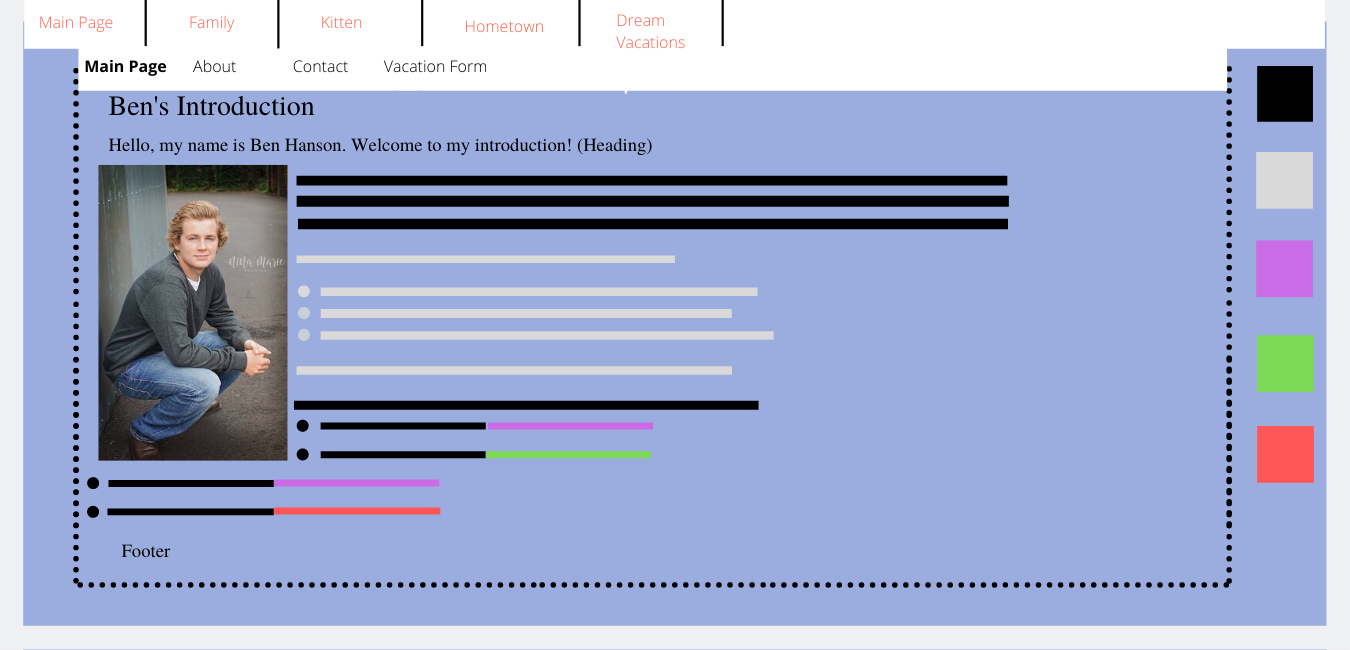 Main Page Family Kitten Hometown Dream
Vacations
Main Page About Contact Vacation Form
Ben's Introduction
Hello, my name is Ben Hanson. Welcome to my introduction! (Heading)
nina marie
Footer